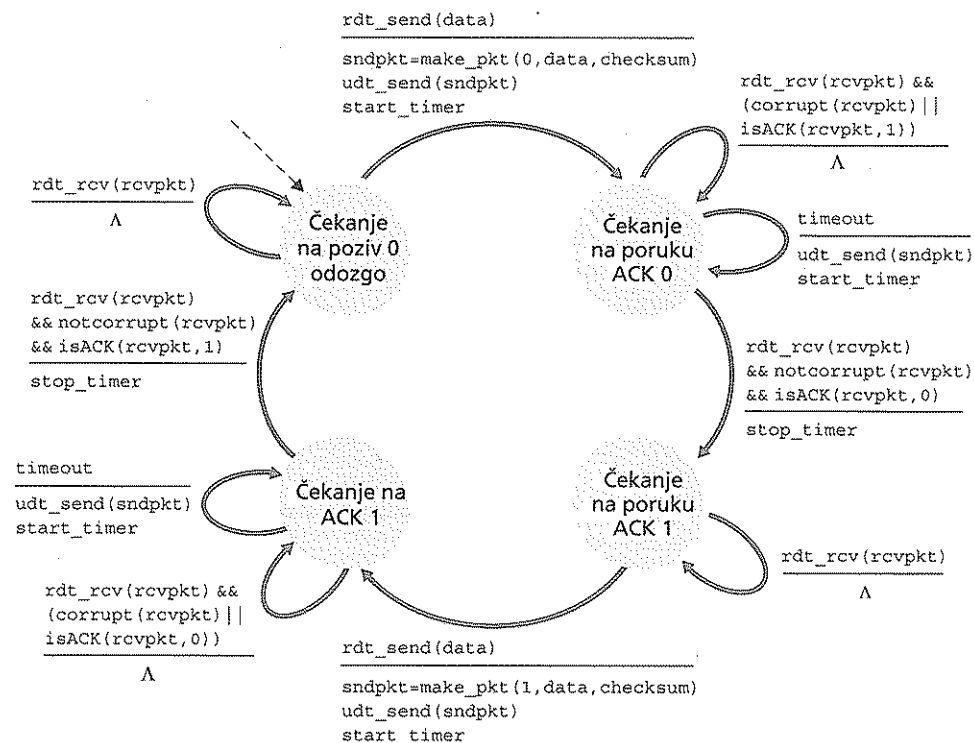 rdt_send(data)
sndpkt=make_pkt(0,data,checksum)
udt_send(sndpkt)
start_timer
rdt_rcv(rcvpkt) &&
(corrupt(rcvpkt)||
isACK(rcvpkt,1))
Λ
rdt_rcv(rcvpkt)
Λ
Čekanje
na poziv 0
odozgo
Čekanje
na poruku
ACK 0
timeout
udt_send(sndpkt)
start_timer
rdt_rcv(rcvpkt)
&& notcorrupt(rcvpkt)
&& isACK(rcvpkt,1)
stop_timer
rdt_rcv(rcvpkt)
&& notcorrupt(rcvpkt)
&& isACK(rcvpkt,0)
stop_timer
timeout
udt_send(sndpkt)
start_timer
Čekanje na
ACK 1
Čekanje
na poruku
ACK 1
rdt_rcv(rcvpkt)
Λ
rdt_rcv(rcvpkt) &&
(corrupt(rcvpkt)||
isACK(rcvpkt,0))
Λ
rdt_send(data)
sndpkt=make_pkt(1,data,checksum)
udt_send(sndpkt)
start_timer